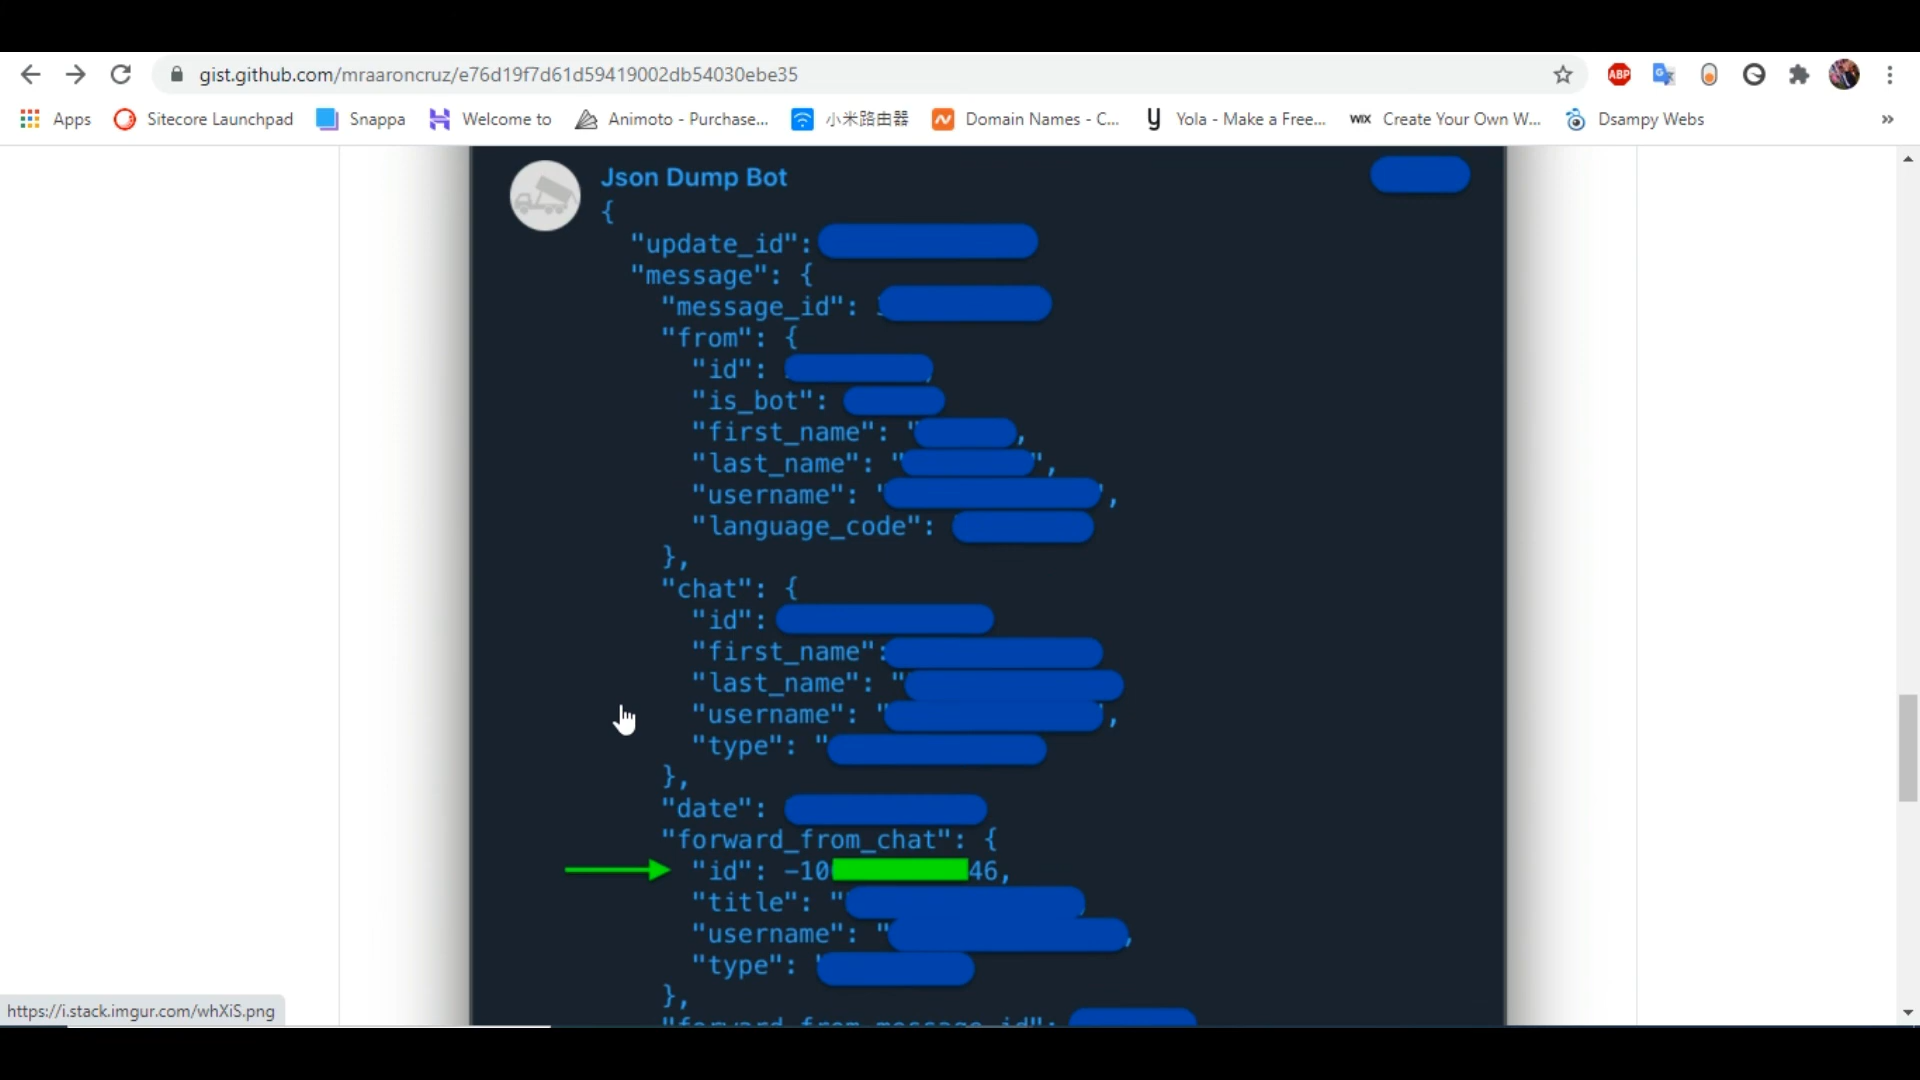 gist.github.com/mraaroncruz/e76d19f7d61d59419002db54030ebe35
ABP
Apps
Sitecore Launchpad
Snappa
Welcome to
Animoto - Purchase...
小米路由器
Domain Names - C...
Yola - Make a Free...
WIX Create Your Own W...
Dsampy Webs
»
Json Dump Bot
{
"update_id":
"message": {
"message_id":
"from": {
"id":
"is_bot":
"first_name": "
,
"last_name": "
",
"username": "
,
"language_code":
},
"chat": {
"id":
"first_name":
"last_name": "
"username": "
,
"type": "
},
"date":
"forward_from_chat": {
"id": -10
46,
"title": "
"username": "
,
"type": "
},
"forward_from_message_id":
https://i.stack.imgur.com/whXiS.png